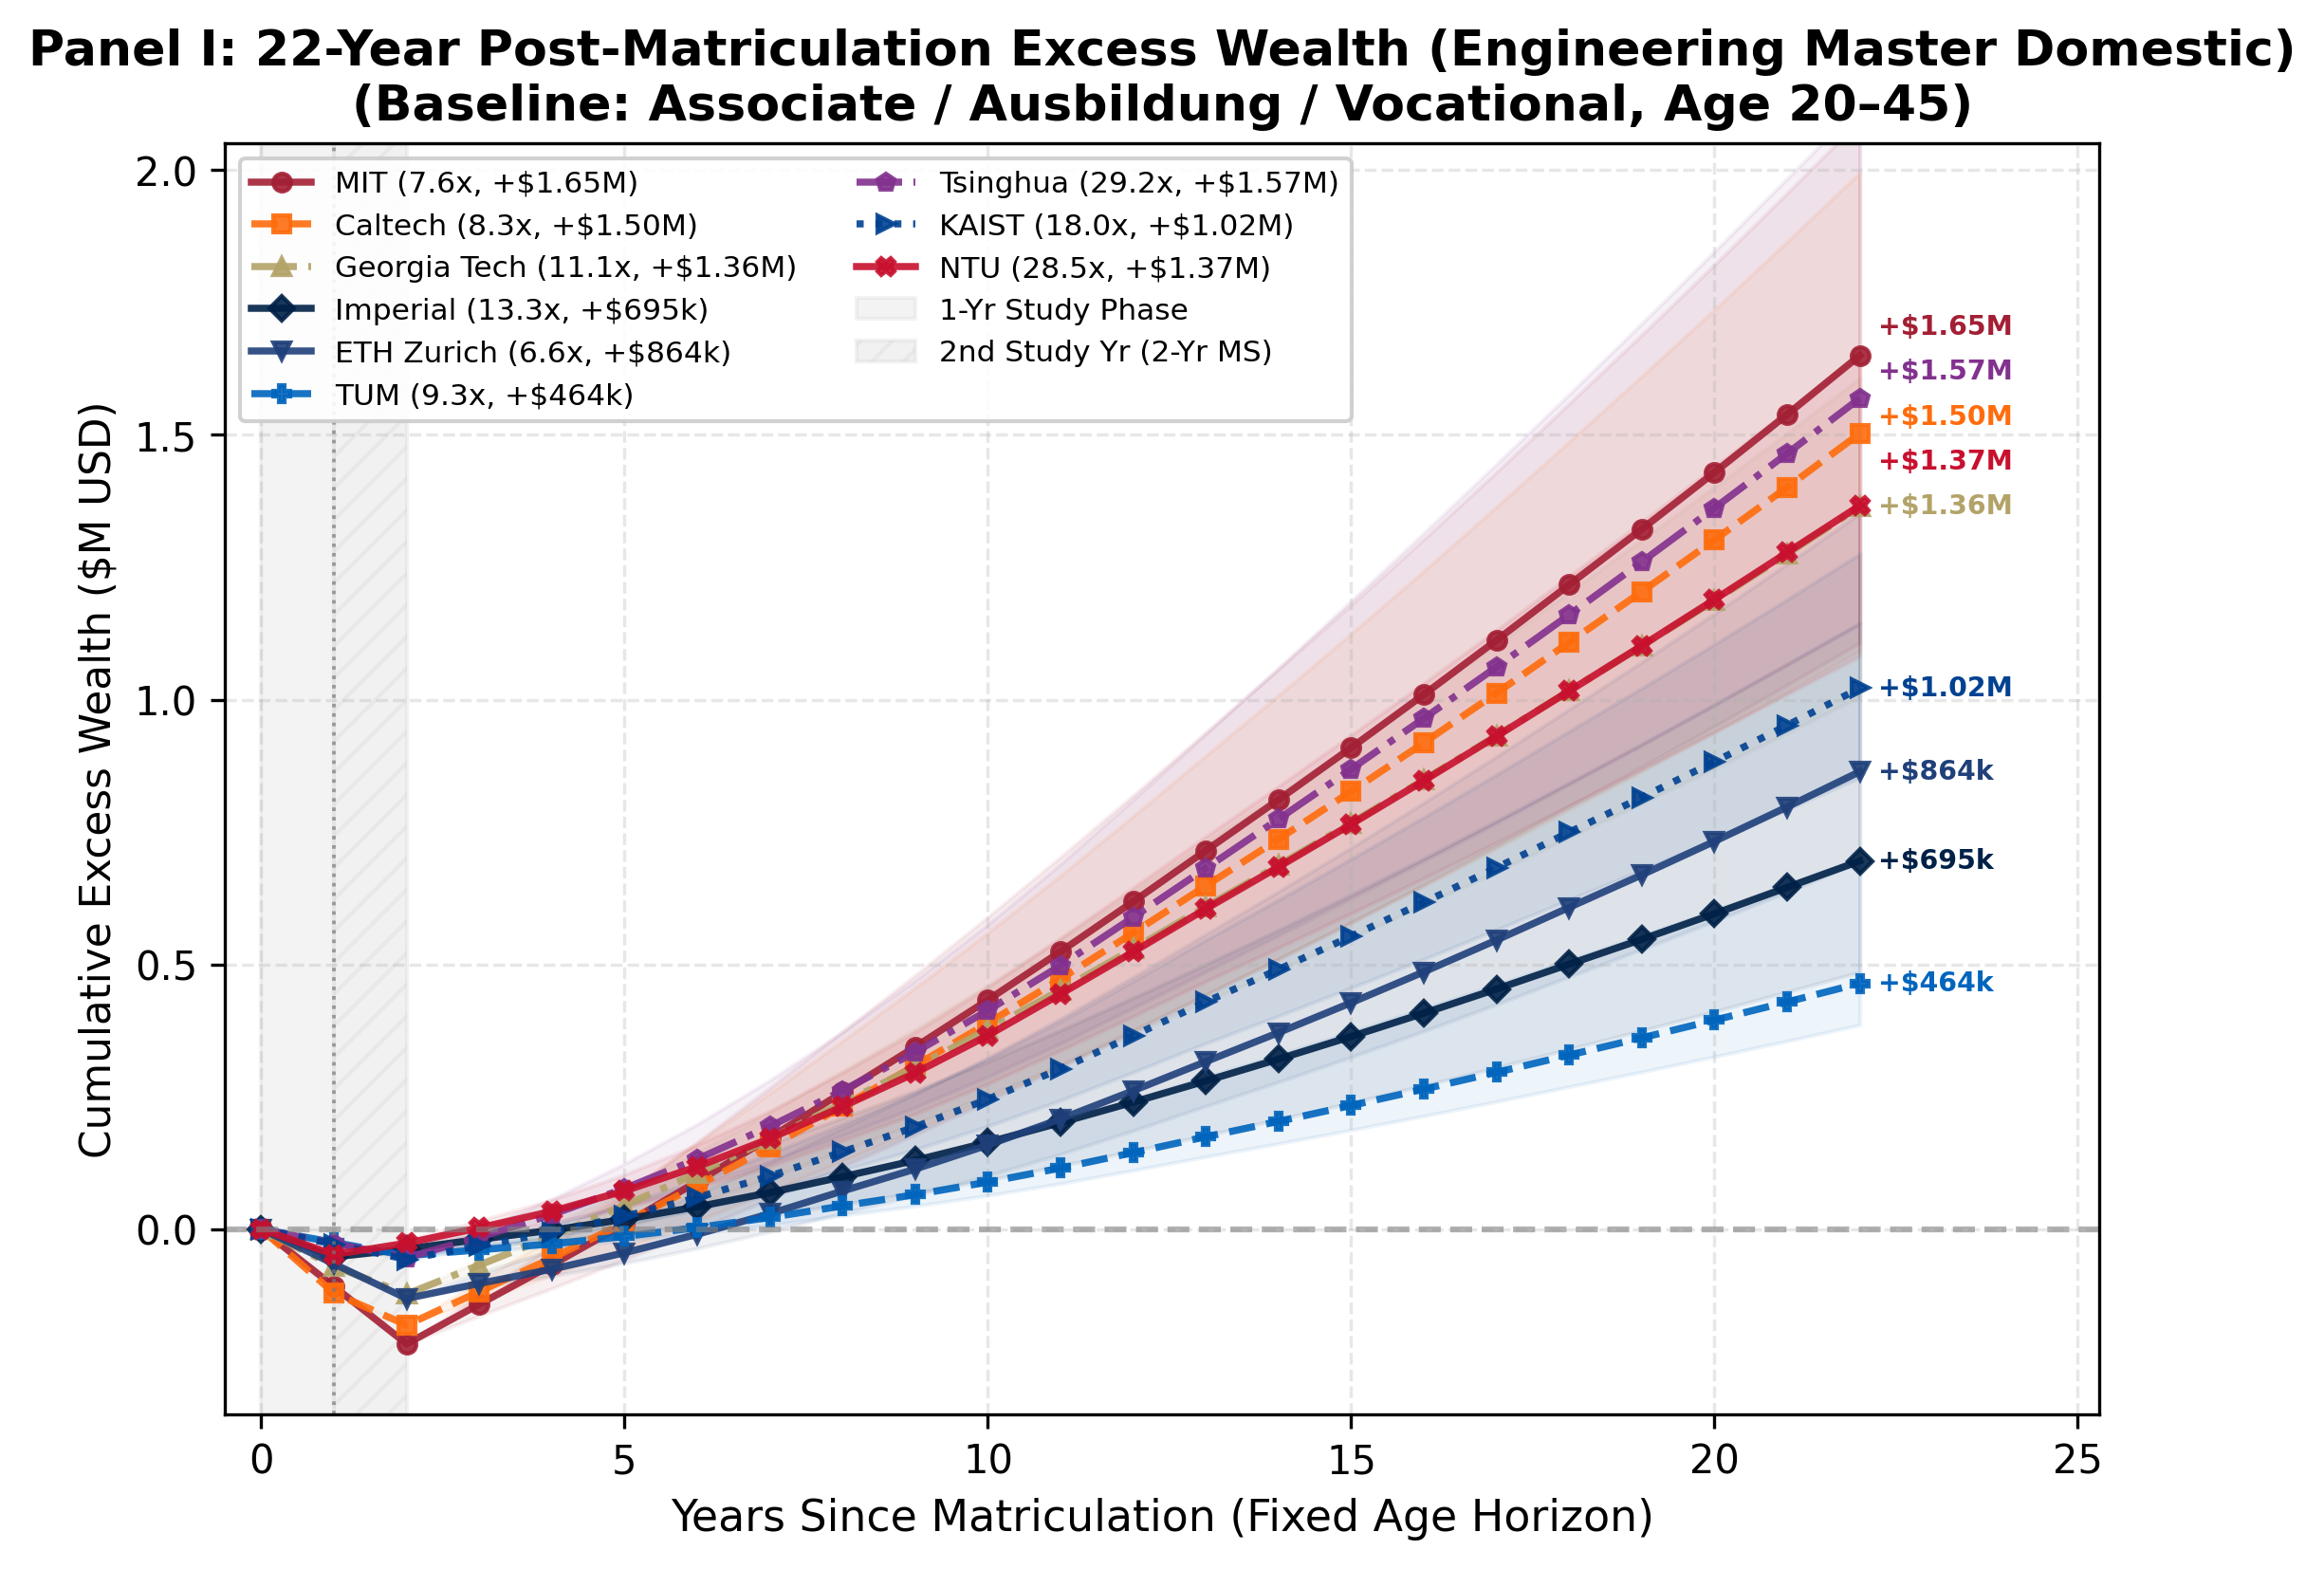 Panel I: 22-Year Post-Matriculation Excess Wealth (Engineering Master Domestic)
(Baseline: Associate / Ausbildung / Vocational, Age 20–45)
Cumulative Excess Wealth ($M USD)
2.0
1.5
1.0
0.5
0.0
MIT (7.6x, +$1.65M)
Caltech (8.3x, +$1.50M)
Georgia Tech (11.1x, +$1.36M)
Imperial (13.3x, +$695k)
ETH Zurich (6.6x, +$864k)
TUM (9.3x, +$464k)
Tsinghua (29.2x, +$1.57M)
KAIST (18.0x, +$1.02M)
NTU (28.5x, +$1.37M)
1-Yr Study Phase
2nd Study Yr (2-Yr MS)
+$1.65M
+$1.57M
+$1.50M
+$1.37M
+$1.36M
+$1.02M
+$864k
+$695k
+$464k
0 5 10 15 20 25
Years Since Matriculation (Fixed Age Horizon)